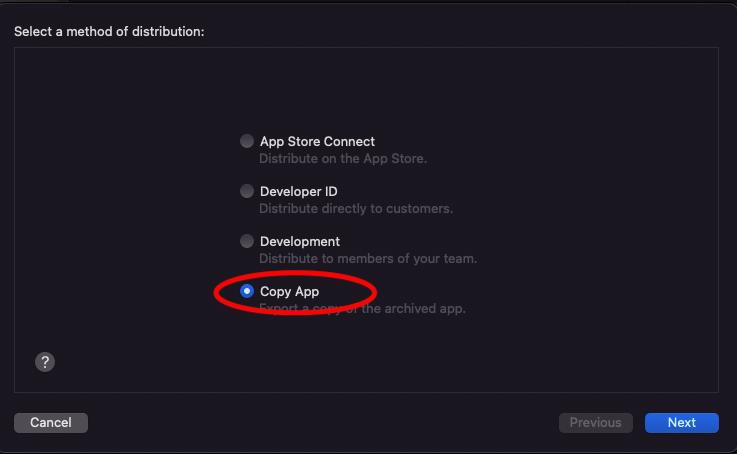 Select a method of distribution:
App Store Connect
Distribute on the App Store.
Developer ID
Distribute directly to customers.
Development
Distribute to members of your team.
Copy App
Export a copy of the archived app.
?
Cancel
Previous
Next